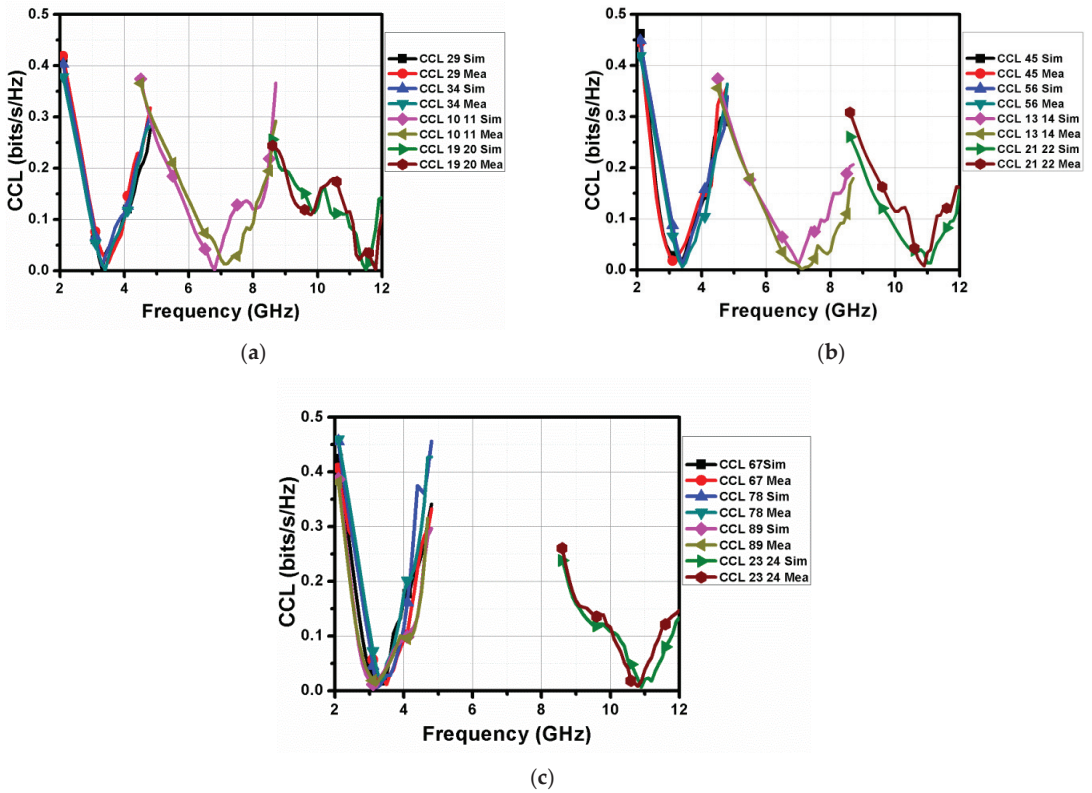 0.5
0.4
0.3
0.2
0.1
0.0
CCL (bits/s/Hz)
2 4 6 8 10 12
Frequency (GHz)
CCL 29 Sim
CCL 29 Mea
CCL 34 Sim
CCL 34 Mea
CCL 10 11 Sim
CCL 10 11 Mea
CCL 19 20 Sim
CCL 19 20 Mea
(a)
0.5
0.4
0.3
0.2
0.1
0.0
CCL (bits/s/Hz)
2 4 6 8 10 12
Frequency (GHz)
CCL 45 Sim
CCL 45 Mea
CCL 56 Sim
CCL 56 Mea
CCL 13 14 Sim
CCL 13 14 Mea
CCL 21 22 Sim
CCL 21 22 Mea
(b)
0.5
0.4
0.3
0.2
0.1
0.0
CCL (bits/s/Hz)
2 4 6 8 10 12
Frequency (GHz)
CCL 67Sim
CCL 67 Mea
CCL 78 Sim
CCL 78 Mea
CCL 89 Sim
CCL 89 Mea
CCL 23 24 Sim
CCL 23 24 Mea
(c)